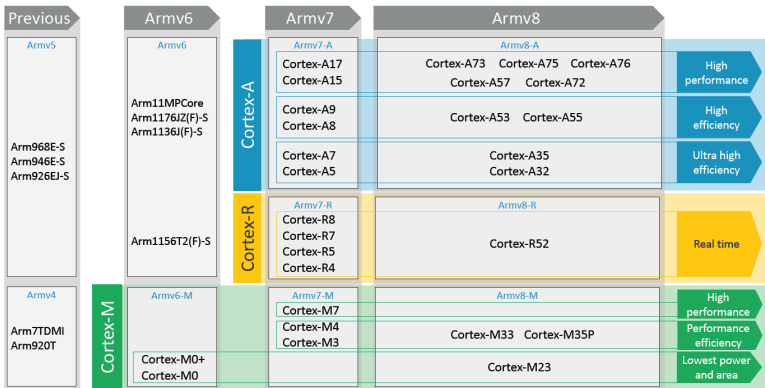 Previous
Armv6
Armv7
Armv8
Armv5
Arm968E-S
Arm946E-S
Arm926EJ-S
Armv4
Arm7TDMI
Arm920T
Armv6
Arm11MPCore
Arm1176JZ(F)-S
Arm1136J(F)-S
Arm1156T2(F)-S
Cortex-A
Armv7-A
Armv8-A
Cortex-A17
Cortex-A15
Cortex-A73 Cortex-A75 Cortex-A76
Cortex-A57 Cortex-A72
High
performance
Cortex-A9
Cortex-A8
Cortex-A53 Cortex-A55
High
efficiency
Cortex-A7
Cortex-A5
Cortex-A35
Cortex-A32
Ultra high
efficiency
Cortex-R
Armv7-R
Armv8-R
Cortex-R8
Cortex-R7
Cortex-R5
Cortex-R4
Cortex-R52
Real time
Cortex-M
Armv6-M
Armv7-M
Armv8-M
Cortex-M7
High
performance
Cortex-M4
Cortex-M3
Cortex-M33 Cortex-M35P
Performance
efficiency
Cortex-M0+
Cortex-M0
Cortex-M23
Lowest power
and area